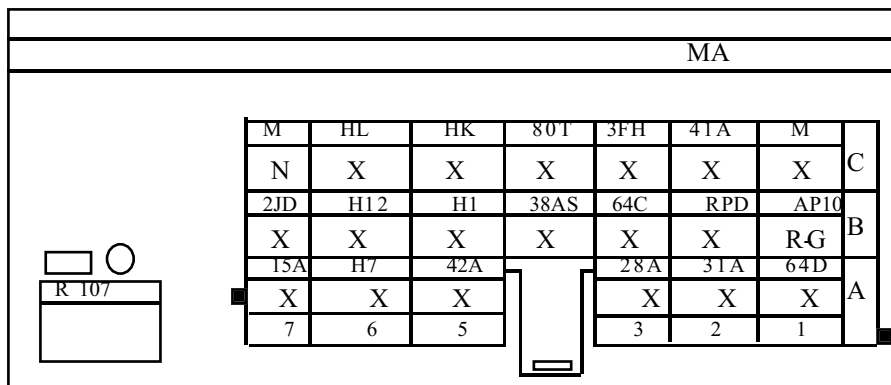 MA
M HL HK 80T 3FH 41A M
N X X X X X X C
2JD H12 H1 38AS 64C RPD AP10
X X X X X X R-G B
15A H7 42A 28A 31A 64D
R 107 X X X X X X A
7 6 5 3 2 1